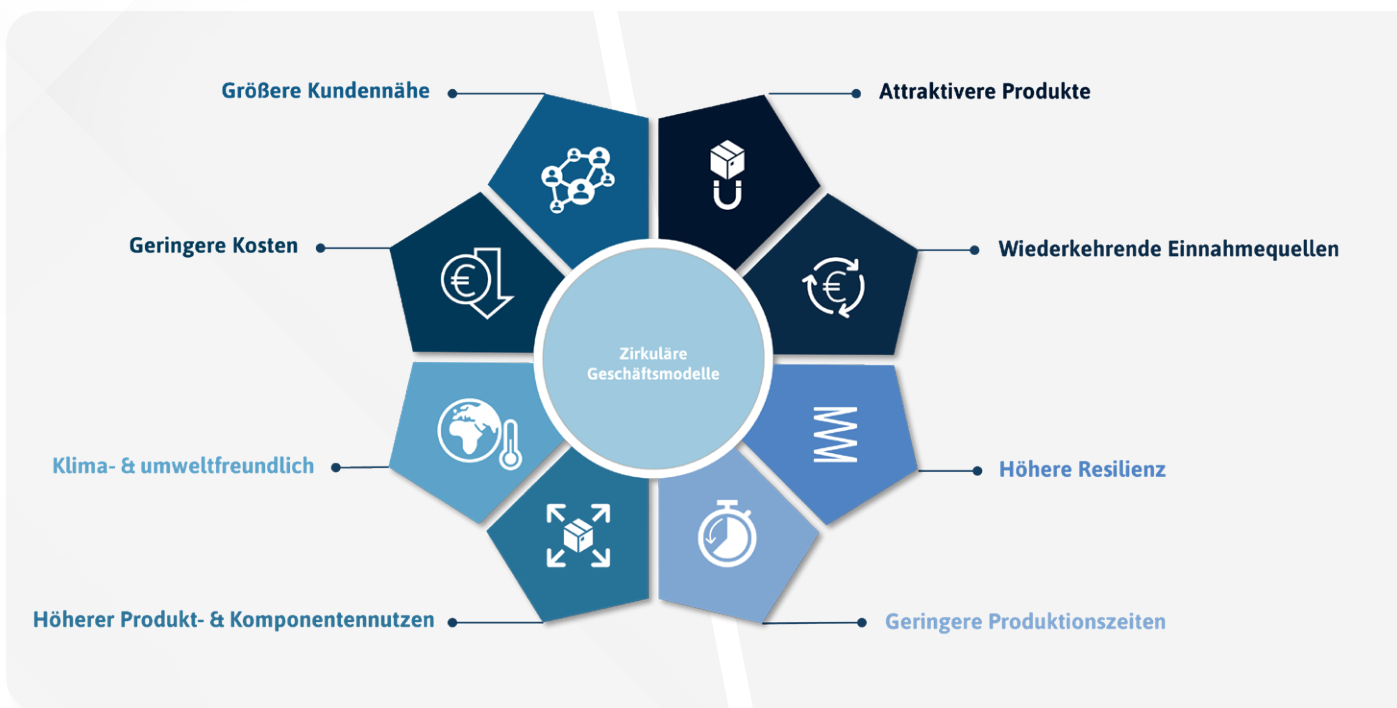 Größere Kundennähe
Attraktivere Produkte
Geringere Kosten
Wiederkehrende Einnahmequellen
Zirkuläre
Geschäftsmodelle
Klima- & umweltfreundlich
Höhere Resilienz
Höherer Produkt- & Komponentennutzen
Geringere Produktionszeiten